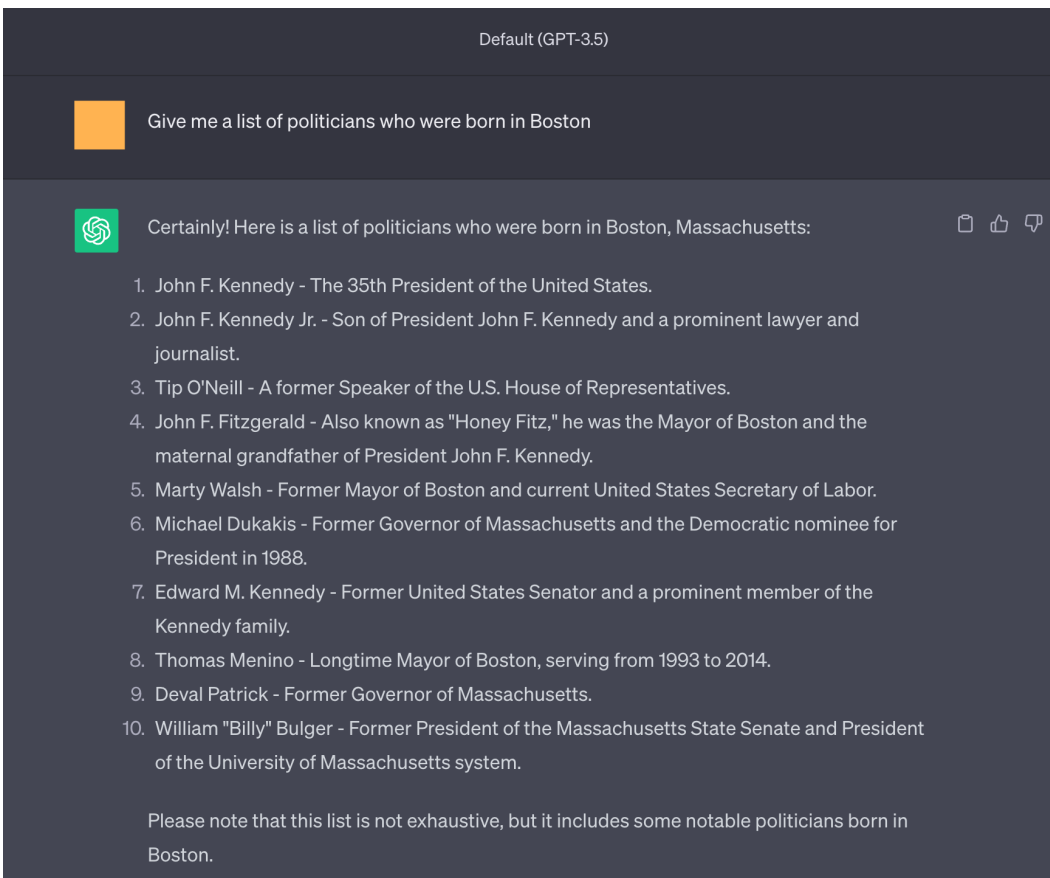 Default (GPT-3.5)
Give me a list of politicians who were born in Boston
Certainly! Here is a list of politicians who were born in Boston, Massachusetts:
1. John F. Kennedy - The 35th President of the United States.
2. John F. Kennedy Jr. - Son of President John F. Kennedy and a prominent lawyer and
journalist.
3. Tip O'Neill - A former Speaker of the U.S. House of Representatives.
4. John F. Fitzgerald - Also known as "Honey Fitz," he was the Mayor of Boston and the
maternal grandfather of President John F. Kennedy.
5. Marty Walsh - Former Mayor of Boston and current United States Secretary of Labor.
6. Michael Dukakis - Former Governor of Massachusetts and the Democratic nominee for
President in 1988.
7. Edward M. Kennedy - Former United States Senator and a prominent member of the
Kennedy family.
8. Thomas Menino - Longtime Mayor of Boston, serving from 1993 to 2014.
9. Deval Patrick - Former Governor of Massachusetts.
10. William "Billy" Bulger - Former President of the Massachusetts State Senate and President
of the University of Massachusetts system.
Please note that this list is not exhaustive, but it includes some notable politicians born in
Boston.